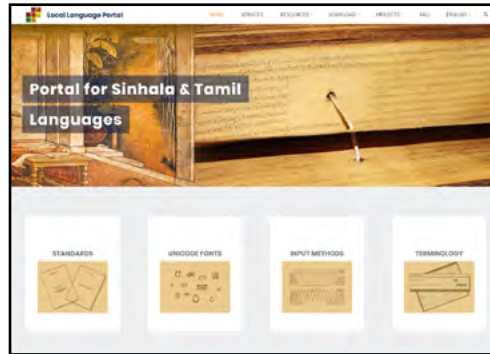 Local Language Portal
HOME SERVICES RESOURCES DOWNLOAD PROJECTS FAQ ENGLISH
Portal for Sinhala & Tamil
Languages
STANDARDS UNICODE FONTS INPUT METHODS TERMINOLOGY